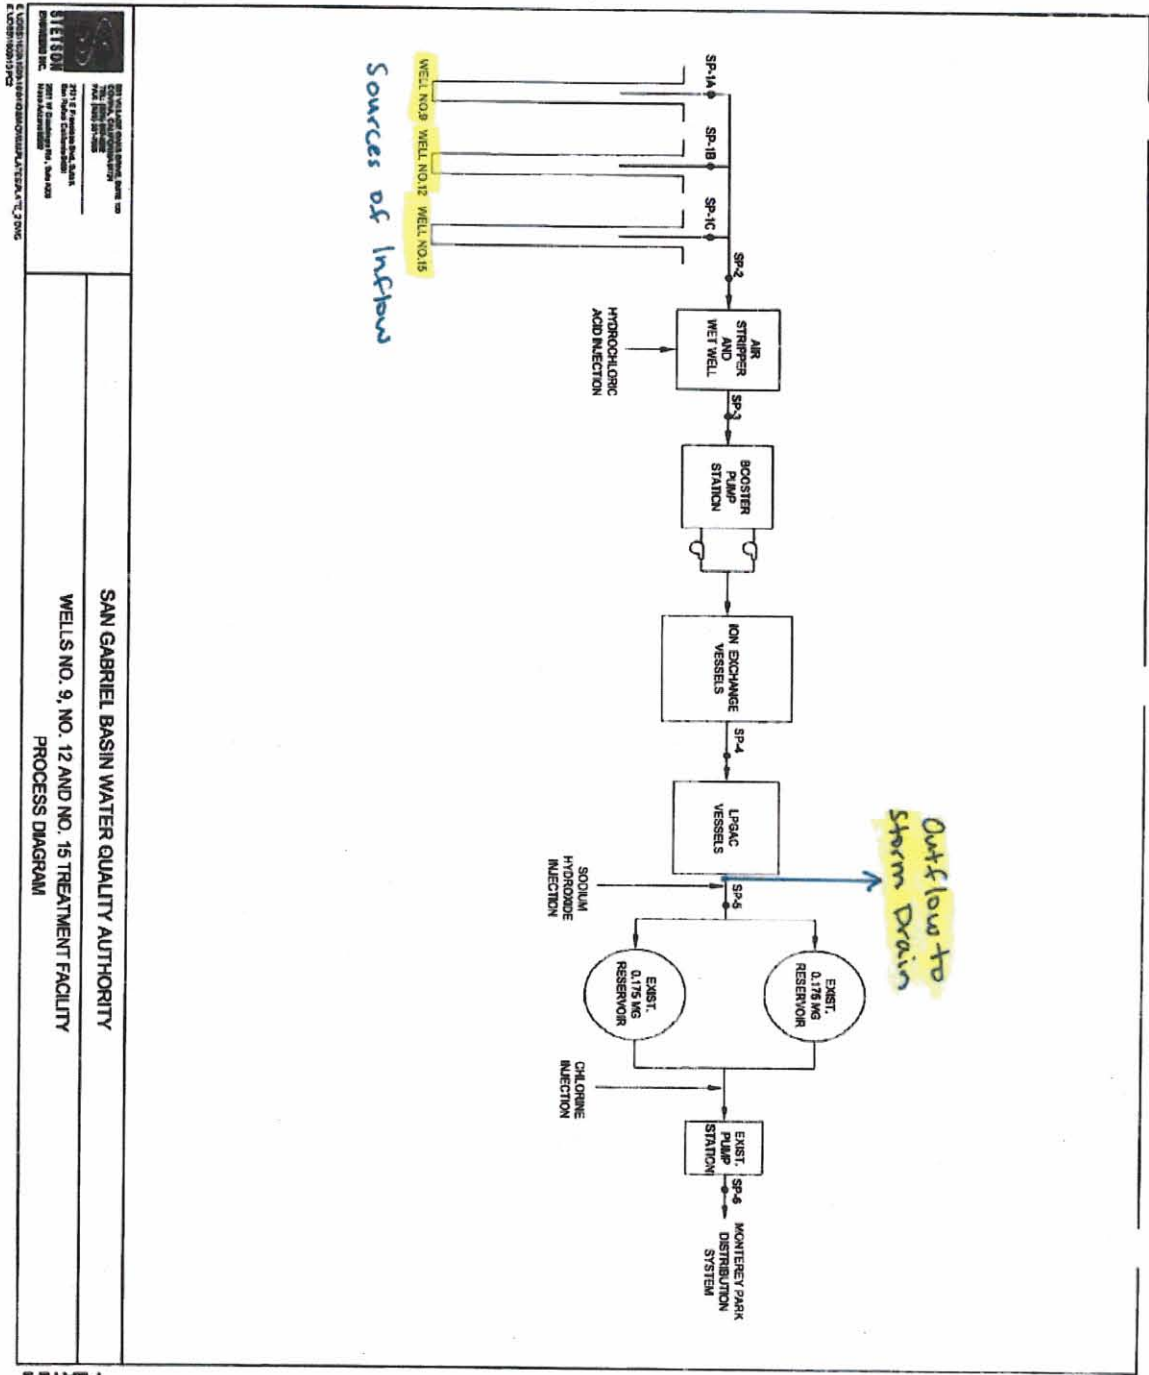 SP-1A
SP-1B
SP-1C
SP-2
WELL NO.9
WELL NO.12
WELL NO.15
Sources of Inflow
AIR
STRIPPER
AND
WET WELL
HYDROCHLORIC
ACID INJECTION
SP-3
BOOSTER
PUMP
STATION
ION EXCHANGE
VESSELS
SP-4
LPGAC
VESSELS
Outflow to
Storm Drain
SODIUM
HYDROXIDE
INJECTION
SP-5
EXIST.
0.175 MG
RESERVOIR
EXIST.
0.175 MG
RESERVOIR
CHLORINE
INJECTION
EXIST.
PUMP
STATION
SP-6
MONTEREY PARK
DISTRIBUTION
SYSTEM
STETSON
ENGINEERS INC.
SAN GABRIEL BASIN WATER QUALITY AUTHORITY
WELLS NO. 9, NO. 12 AND NO. 15 TREATMENT FACILITY
PROCESS DIAGRAM